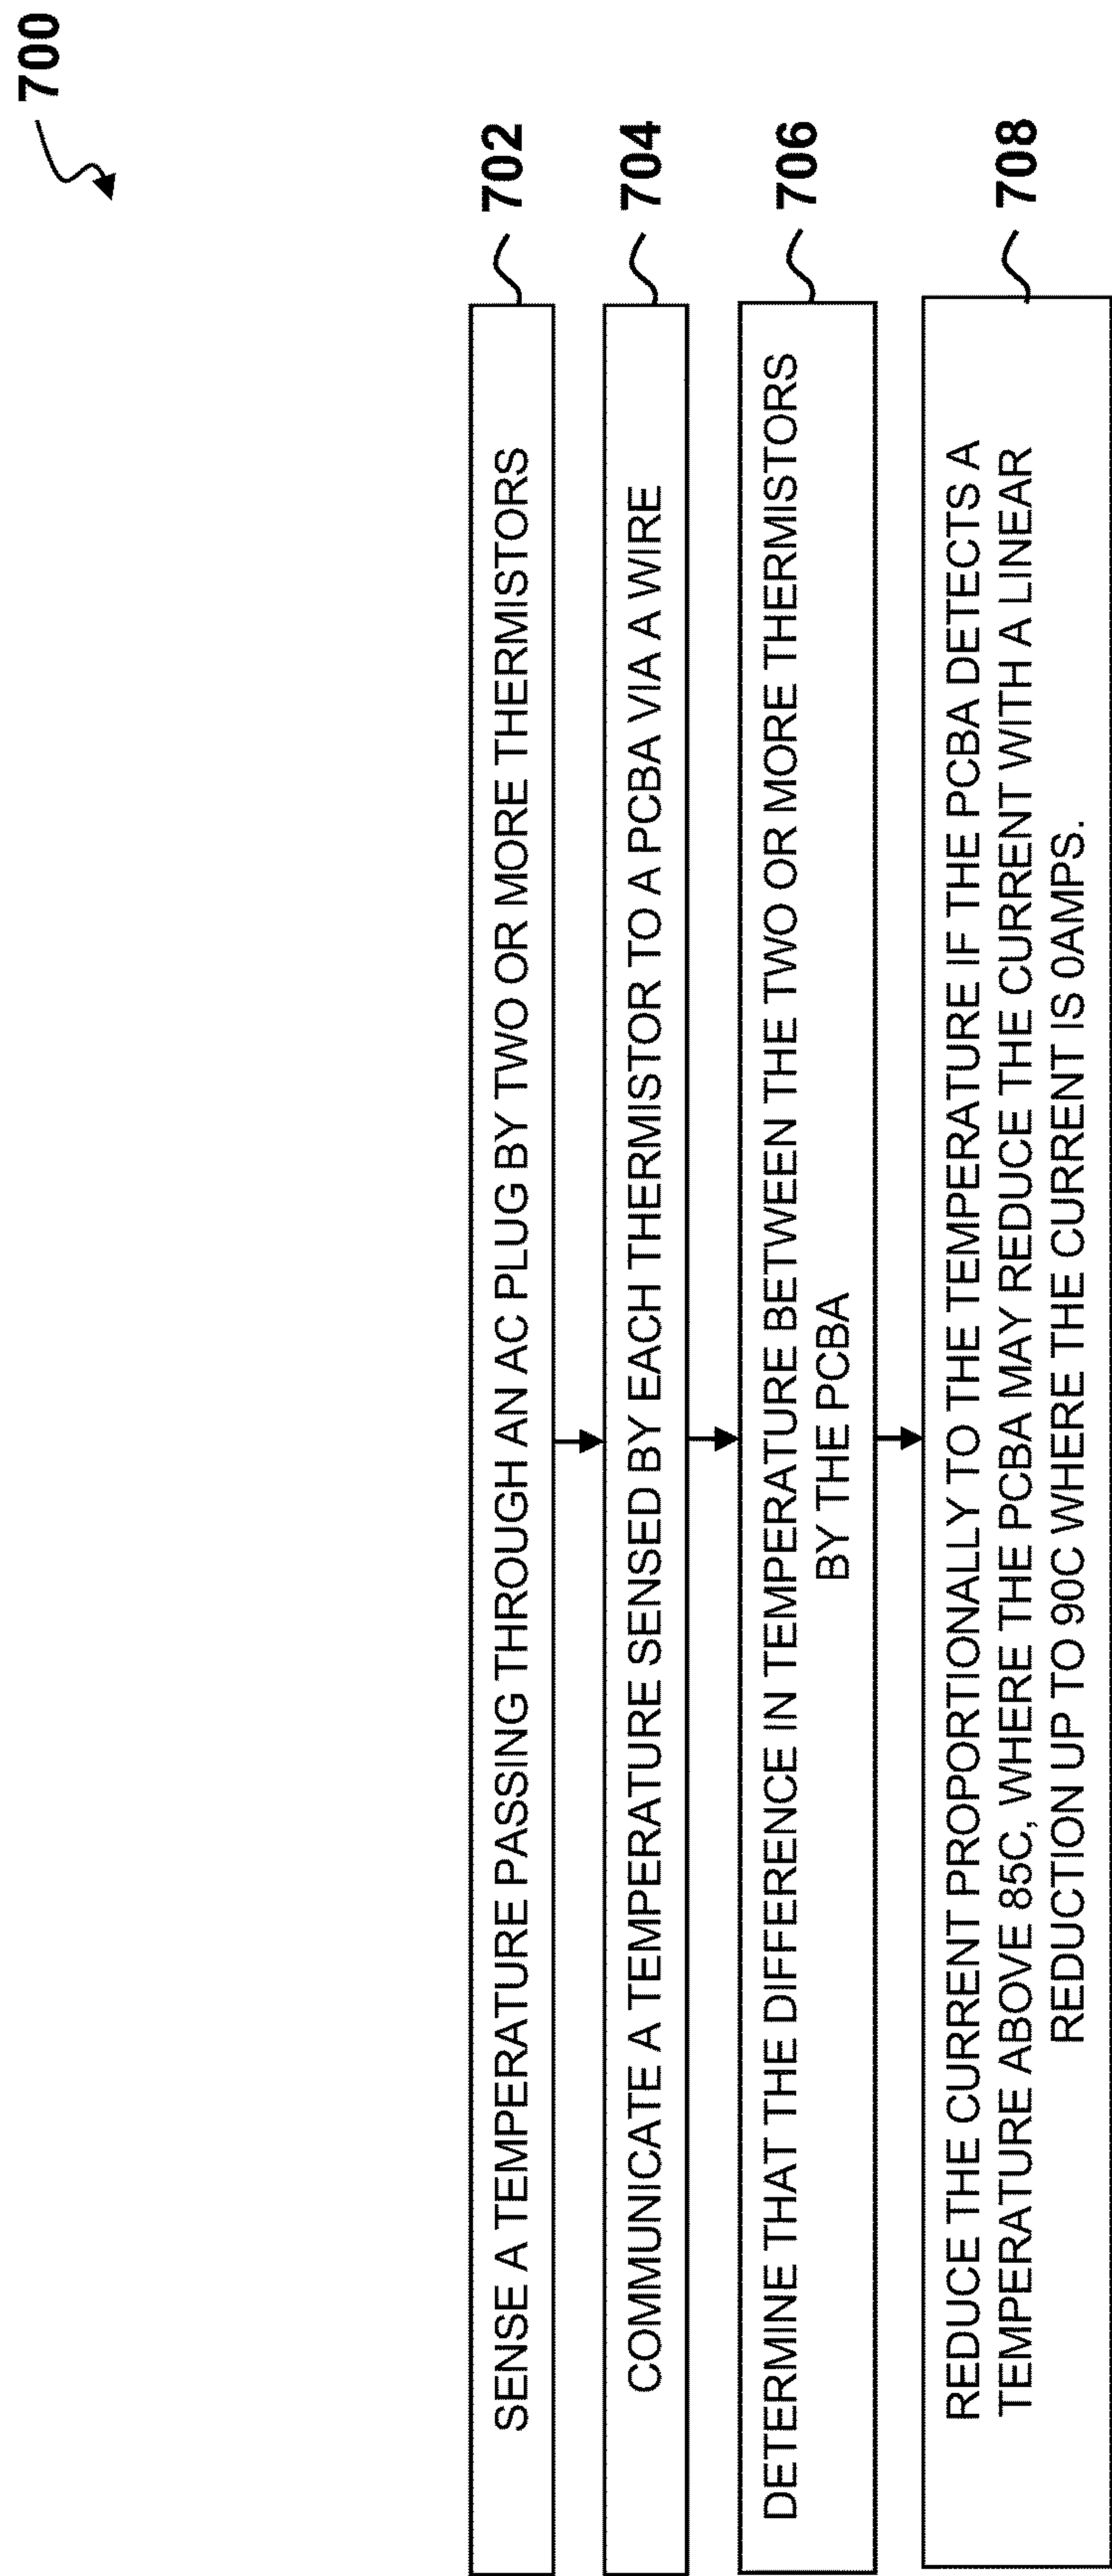 700
SENSE A TEMPERATURE PASSING THROUGH AN AC PLUG BY TWO OR MORE THERMISTORS
702
COMMUNICATE A TEMPERATURE SENSED BY EACH THERMISTOR TO A PCBA VIA A WIRE
704
DETERMINE THAT THE DIFFERENCE IN TEMPERATURE BETWEEN THE TWO OR MORE THERMISTORS
BY THE PCBA
706
REDUCE THE CURRENT PROPORTIONALLY TO THE TEMPERATURE IF THE PCBA DETECTS A
TEMPERATURE ABOVE 85C, WHERE THE PCBA MAY REDUCE THE CURRENT WITH A LINEAR
REDUCTION UP TO 90C WHERE THE CURRENT IS 0AMPS.
708